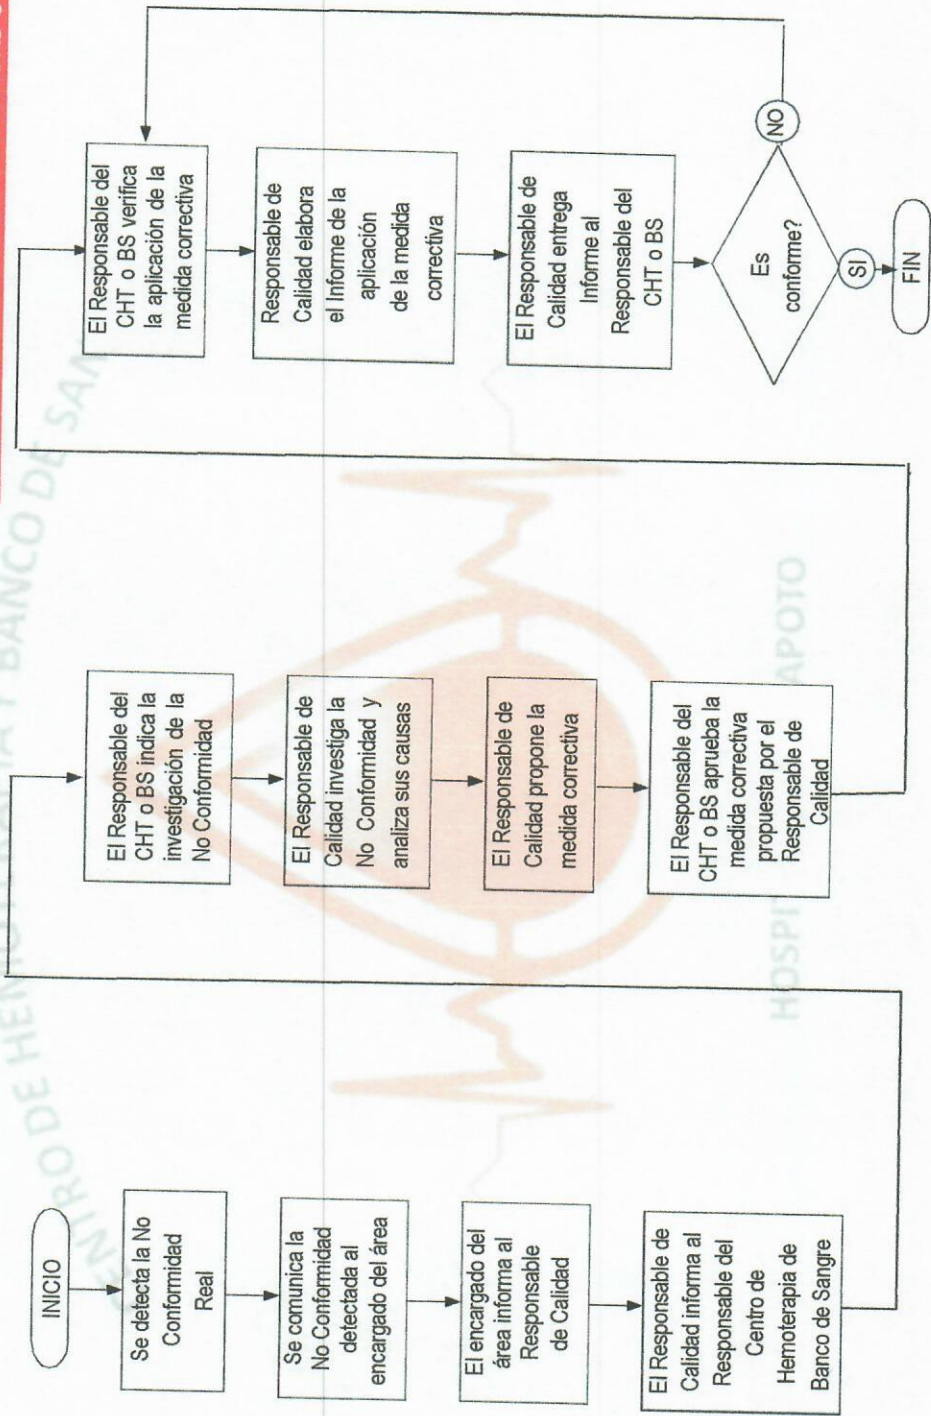 INICIO
Se detecta la No
Conformidad
Real
Se comunica la
No Conformidad
detectada al
encargado del área
El encargado del
área informa al
Responsable
de Calidad
El Responsable de
Calidad informa al
Responsable del
Centro de
Hemoterapia de
Banco de Sangre
El Responsable del
CHT o BS indica la
investigación de la
No Conformidad
El Responsable de
Calidad investiga la
No Conformidad y
analiza sus causas
El Responsable de
Calidad propone la
medida correctiva
El Responsable del
CHT o BS aprueba la
medida correctiva
propuesta por el
Responsable de
Calidad
El Responsable del
CHT o BS verifica
la aplicación de la
medida correctiva
Responsable de
Calidad elabora
el Informe de la
aplicación
de la medida
correctiva
El Responsable de
Calidad entrega
Informe al
Responsable del
CHT o BS
Es
conforme?
NO
SI
FIN
Y BANCO DE